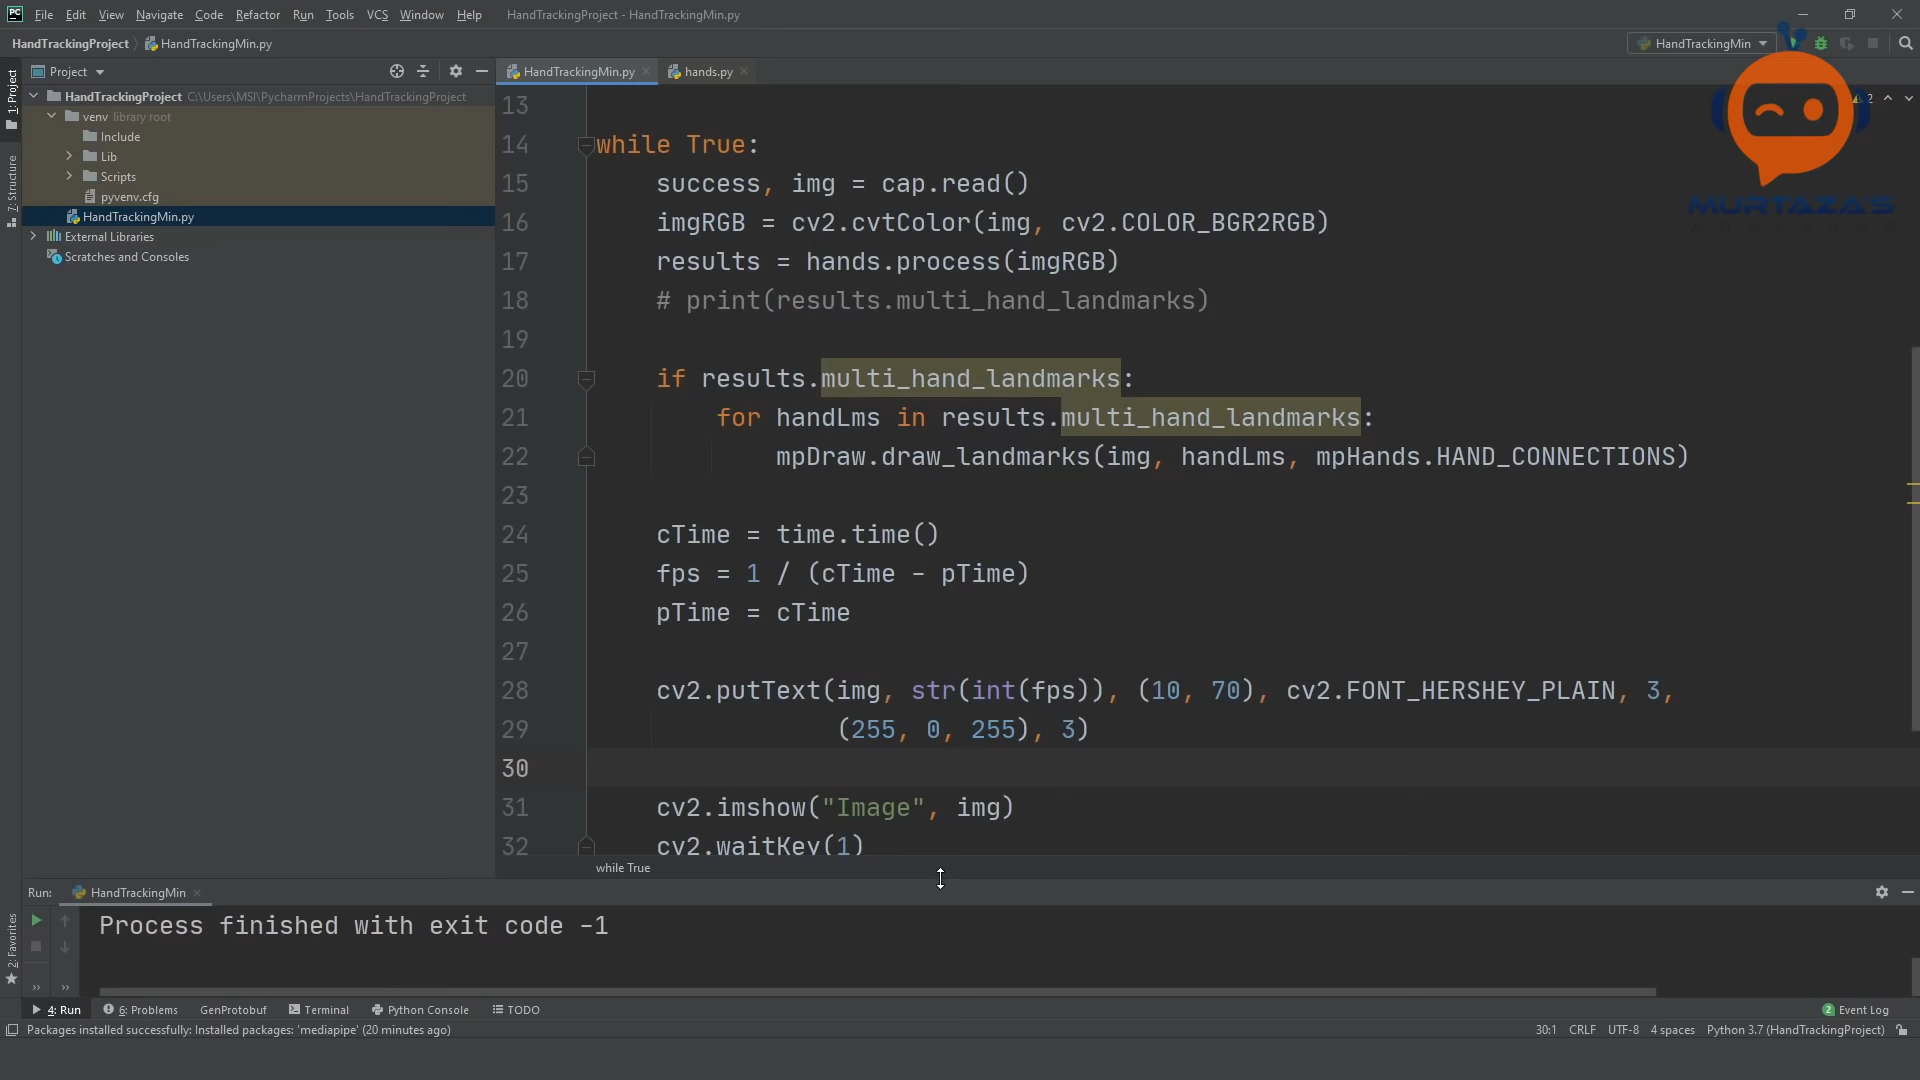 PC File Edit View Navigate Code Refactor Run Tools VCS Window Help HandTrackingProject - HandTrackingMin.py
HandTrackingProject HandTrackingMin.py HandTrackingMin
Project HandTrackingMin.py hands.py
1: Project
7: Structure
2: Favorites
HandTrackingProject C:\Users\MSI\PycharmProjects\HandTrackingProject
venv library root
Include
Lib
Scripts
pyvenv.cfg
HandTrackingMin.py
External Libraries
Scratches and Consoles
2
MURTAZA'S
13
14 while True:
15 success, img = cap.read()
16 imgRGB = cv2.cvtColor(img, cv2.COLOR_BGR2RGB)
17 results = hands.process(imgRGB)
18 # print(results.multi_hand_landmarks)
19
20 if results.multi_hand_landmarks:
21 for handLms in results.multi_hand_landmarks:
22 mpDraw.draw_landmarks(img, handLms, mpHands.HAND_CONNECTIONS)
23
24 cTime = time.time()
25 fps = 1 / (cTime - pTime)
26 pTime = cTime
27
28 cv2.putText(img, str(int(fps)), (10, 70), cv2.FONT_HERSHEY_PLAIN, 3,
29 (255, 0, 255), 3)
30
31 cv2.imshow("Image", img)
32 cv2.waitKey(1)
while True
Run: HandTrackingMin
Process finished with exit code -1
4: Run 6: Problems GenProtobuf Terminal Python Console TODO 2 Event Log
Packages installed successfully: Installed packages: 'mediapipe' (20 minutes ago) 30:1 CRLF UTF-8 4 spaces Python 3.7 (HandTrackingProject)